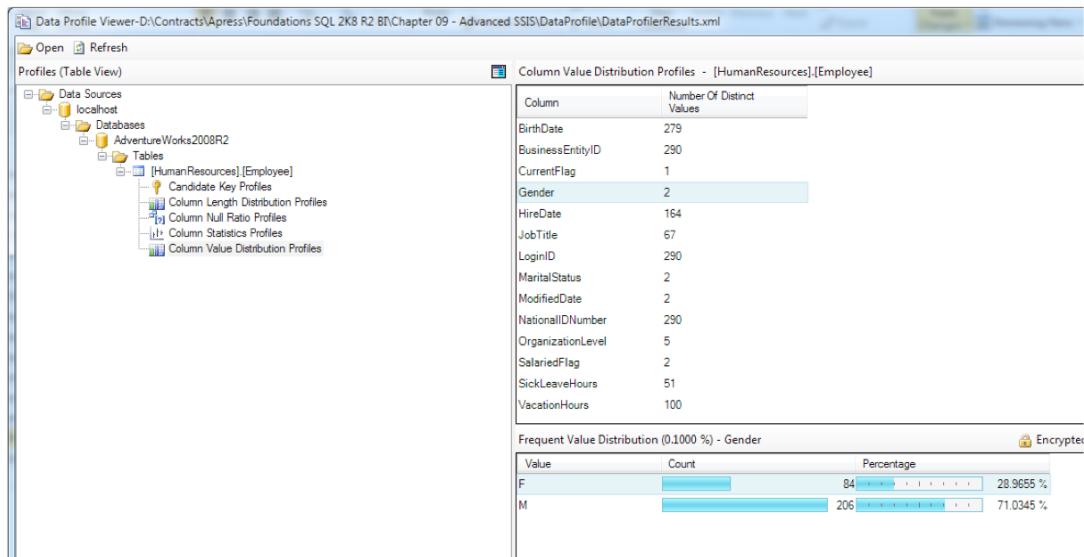 Data Profile Viewer-D:\Contracts\Apress\Foundations SQL 2K8 R2 BI\Chapter 09 - Advanced SSIS\DataProfile\DataProfilerResults.xml
Open Refresh
Profiles (Table View)
Data Sources
localhost
Databases
AdventureWorks2008R2
Tables
[HumanResources].[Employee]
Candidate Key Profiles
Column Length Distribution Profiles
Column Null Ratio Profiles
Column Statistics Profiles
Column Value Distribution Profiles
Column Value Distribution Profiles - [HumanResources].[Employee]
Column Number Of Distinct Values
BirthDate 279
BusinessEntityID 290
CurrentFlag 1
Gender 2
HireDate 164
JobTitle 67
LoginID 290
MaritalStatus 2
ModifiedDate 2
NationalIDNumber 290
OrganizationLevel 5
SalariedFlag 2
SickLeaveHours 51
VacationHours 100
Frequent Value Distribution (0.1000 %) - Gender Encrypted
Value Count Percentage
F 84 28.9655 %
M 206 71.0345 %